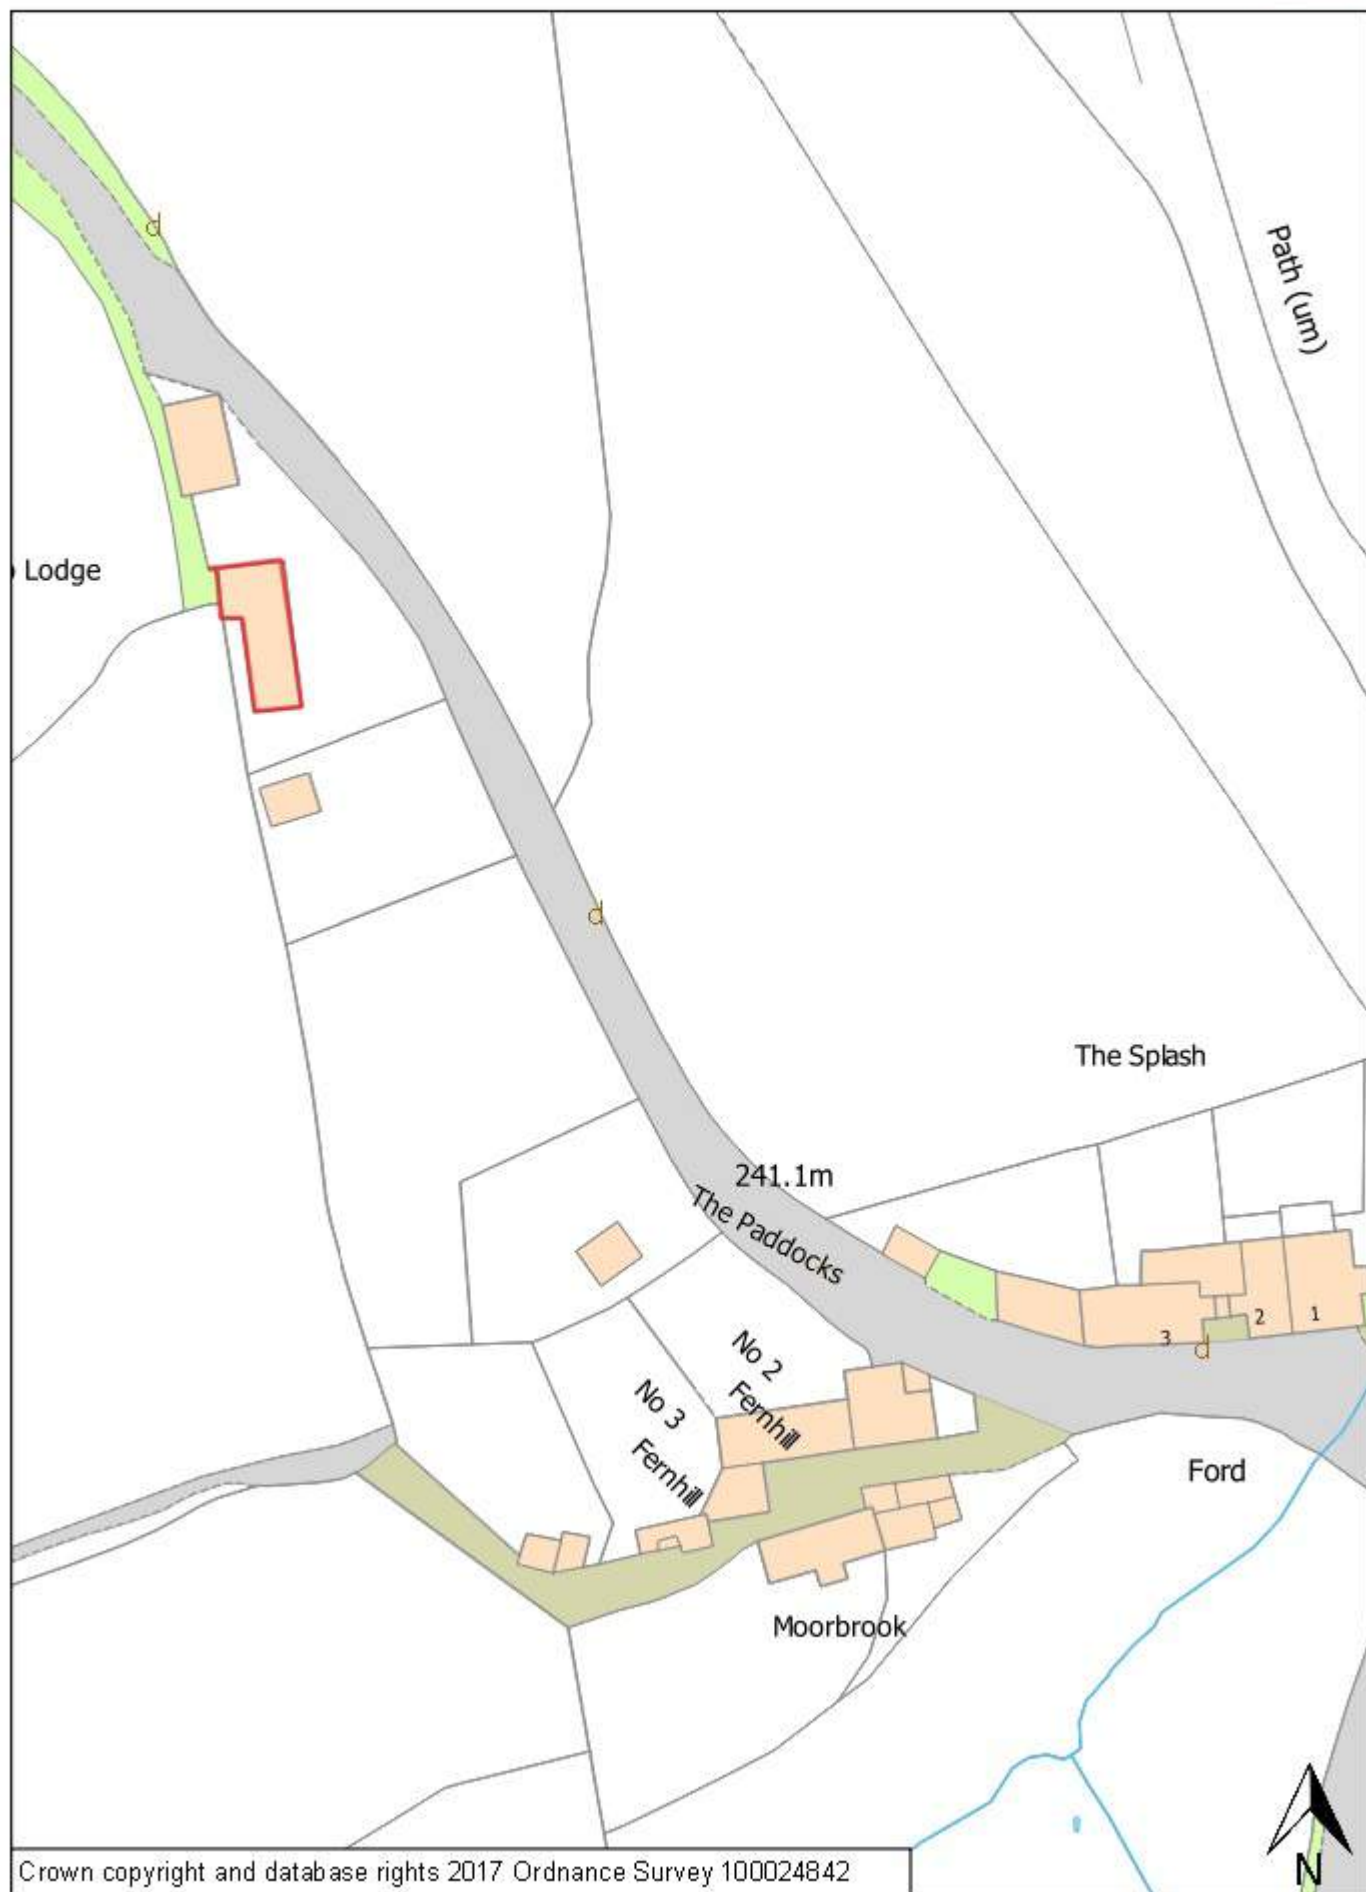 d
Path (um)
Lodge
d
The Splash
241.1m
The Paddocks
3
d
2
1
No 2
Fernhill
No 3
Fernhill
Ford
Moorbrook
N
Crown copyright and database rights 2017 Ordnance Survey 100024842